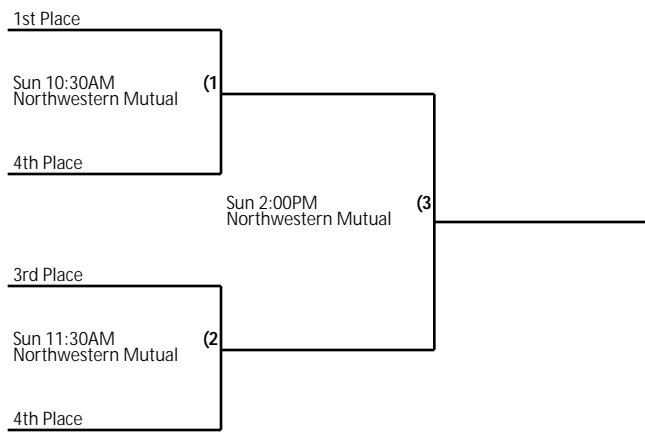 1st Place
Sun 10:30AM
Northwestern Mutual
(1
4th Place
Sun 2:00PM
Northwestern Mutual
(3
3rd Place
Sun 11:30AM
Northwestern Mutual
(2
4th Place